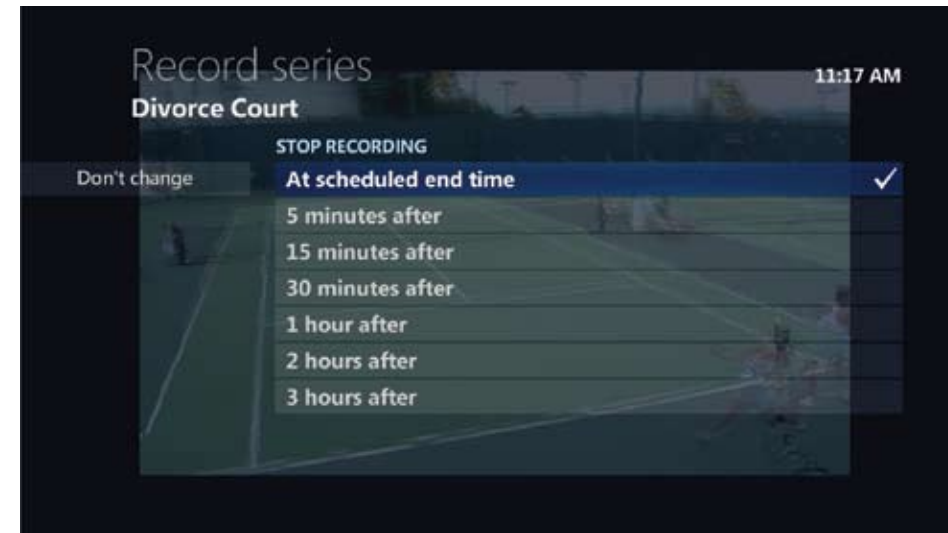 Record series
11:17 AM
Divorce Court
STOP RECORDING
Don't change
At scheduled end time
5 minutes after
15 minutes after
30 minutes after
1 hour after
2 hours after
3 hours after